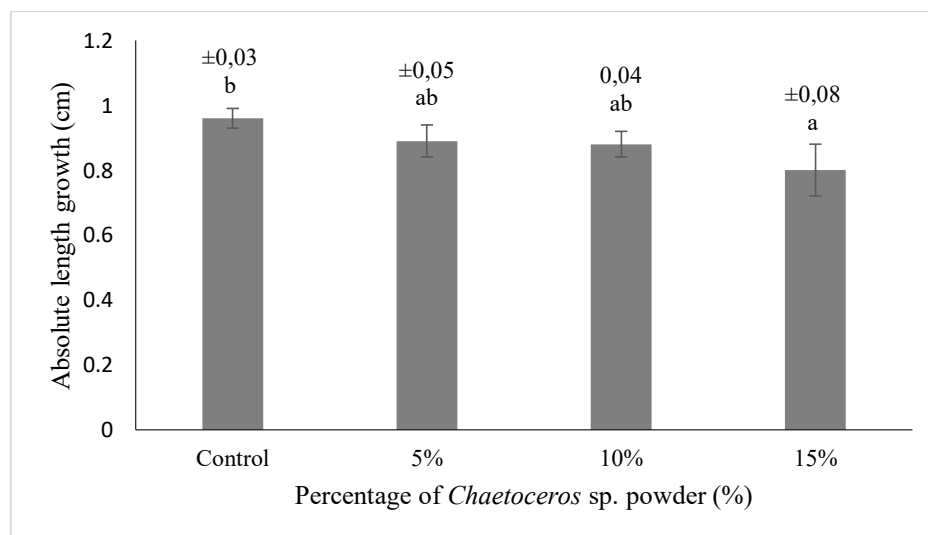 1.2
1
0.8
0.6
0.4
0.2
0
Absolute length growth (cm)
±0,03
b
±0,05
ab
0,04
ab
±0,08
a
Control 5% 10% 15%
Percentage of Chaetoceros sp. powder (%)